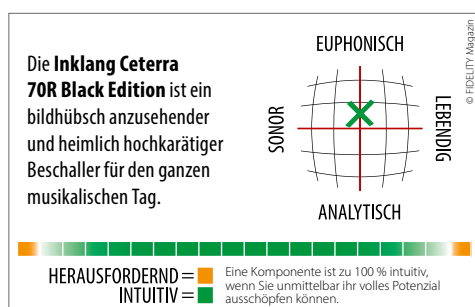 Die Inklang Ceterra
70R Black Edition ist ein
bildhübsch anzusehender
und heimlich hochkarätiger
Beschaller für den ganzen
musikalischen Tag.
EUPHONISCH
SONOR
LEBENDIG
ANALYTISCH
© FIDELITY Magazin
HERAUSFORDERND =
INTUITIV =
Eine Komponente ist zu 100 % intuitiv,
wenn Sie unmittelbar ihr volles Potenzial
ausschöpfen können.